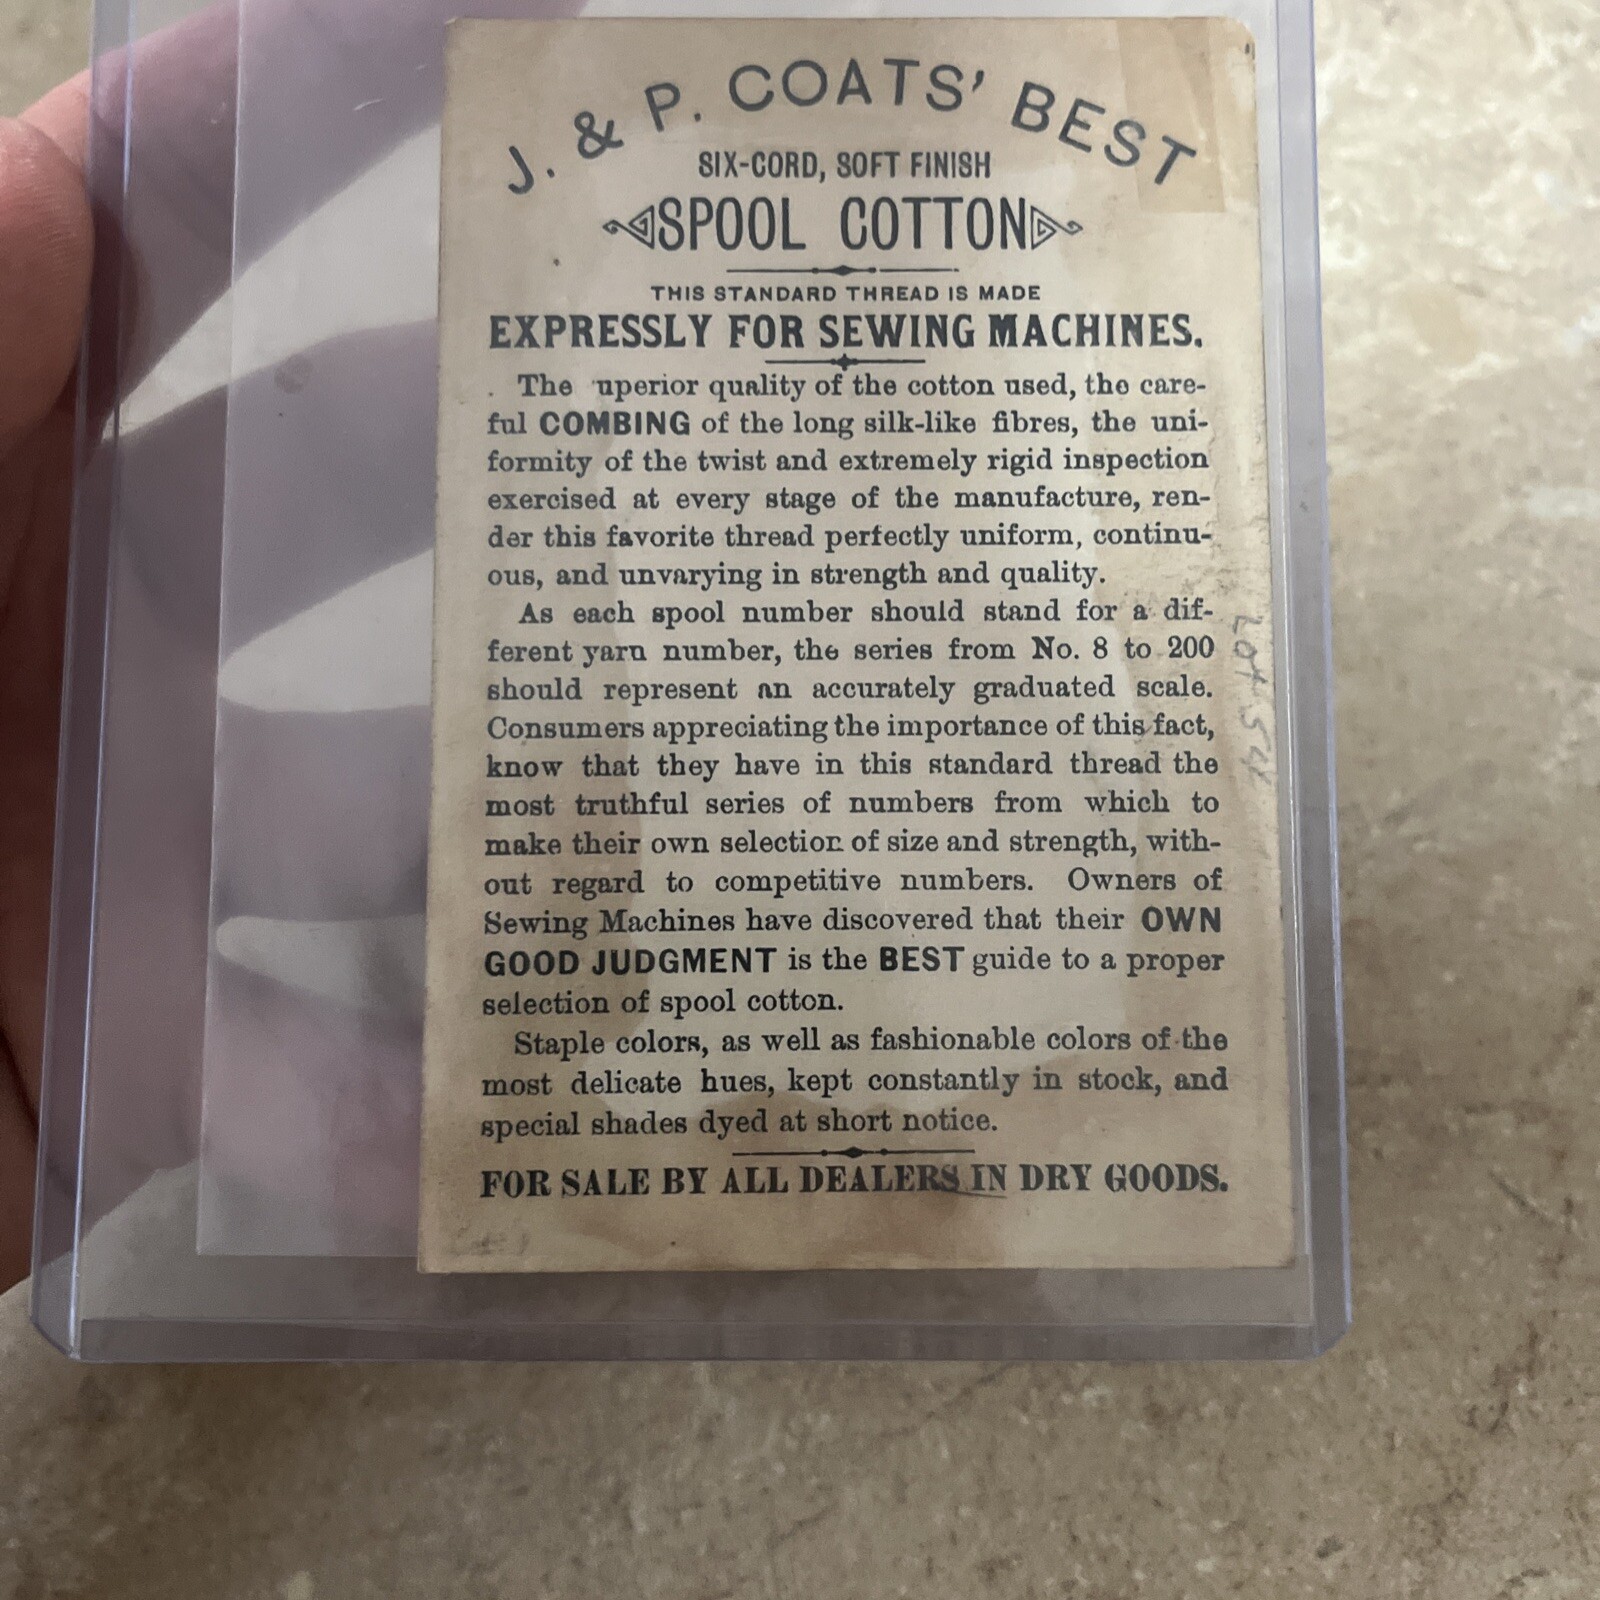 J. & P. COATS' BEST
SIX-CORD, SOFT FINISH
SPOOL COTTON
THIS STANDARD THREAD IS MADE
EXPRESSLY FOR SEWING MACHINES.
The uperior quality of the cotton used, the care-
ful COMBING of the long silk-like fibres, the uni-
formity of the twist and extremely rigid inspection
exercised at every stage of the manufacture, ren-
der this favorite thread perfectly uniform, continu-
ous, and unvarying in strength and quality.
As each spool number should stand for a dif-
ferent yarn number, the series from No. 8 to 200
should represent an accurately graduated scale.
Consumers appreciating the importance of this fact,
know that they have in this standard thread the
most truthful series of numbers from which to
make their own selection of size and strength, with-
out regard to competitive numbers. Owners of
Sewing Machines have discovered that their OWN
GOOD JUDGMENT is the BEST guide to a proper
selection of spool cotton.
Staple colors, as well as fashionable colors of the
most delicate hues, kept constantly in stock, and
special shades dyed at short notice.
FOR SALE BY ALL DEALERS IN DRY GOODS.